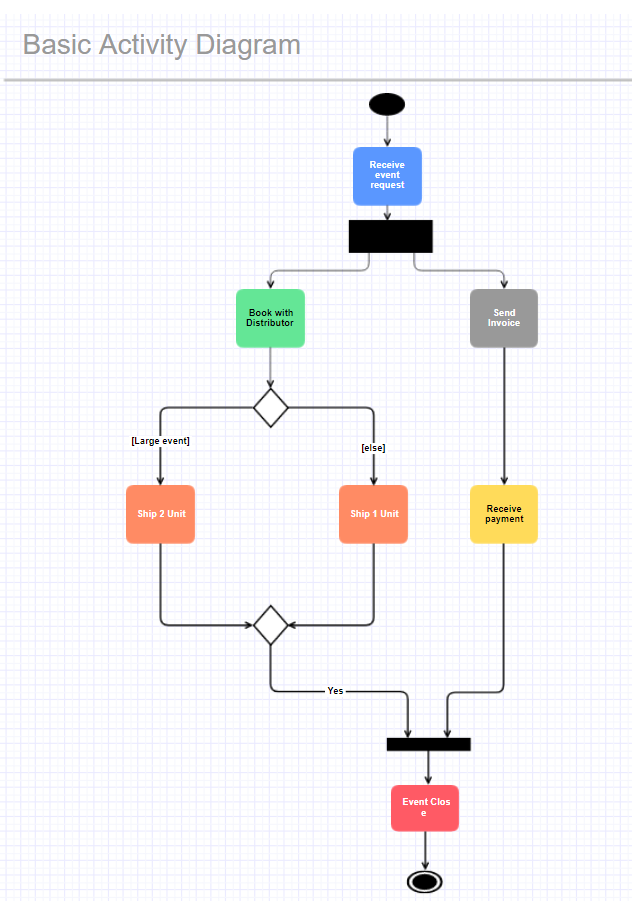 Basic Activity Diagram
Receive
event
request
Book with
Distributor
Send
Invoice
[Large event]
[else]
Ship 2 Unit
Ship 1 Unit
Receive
payment
Yes
Event Clos
e